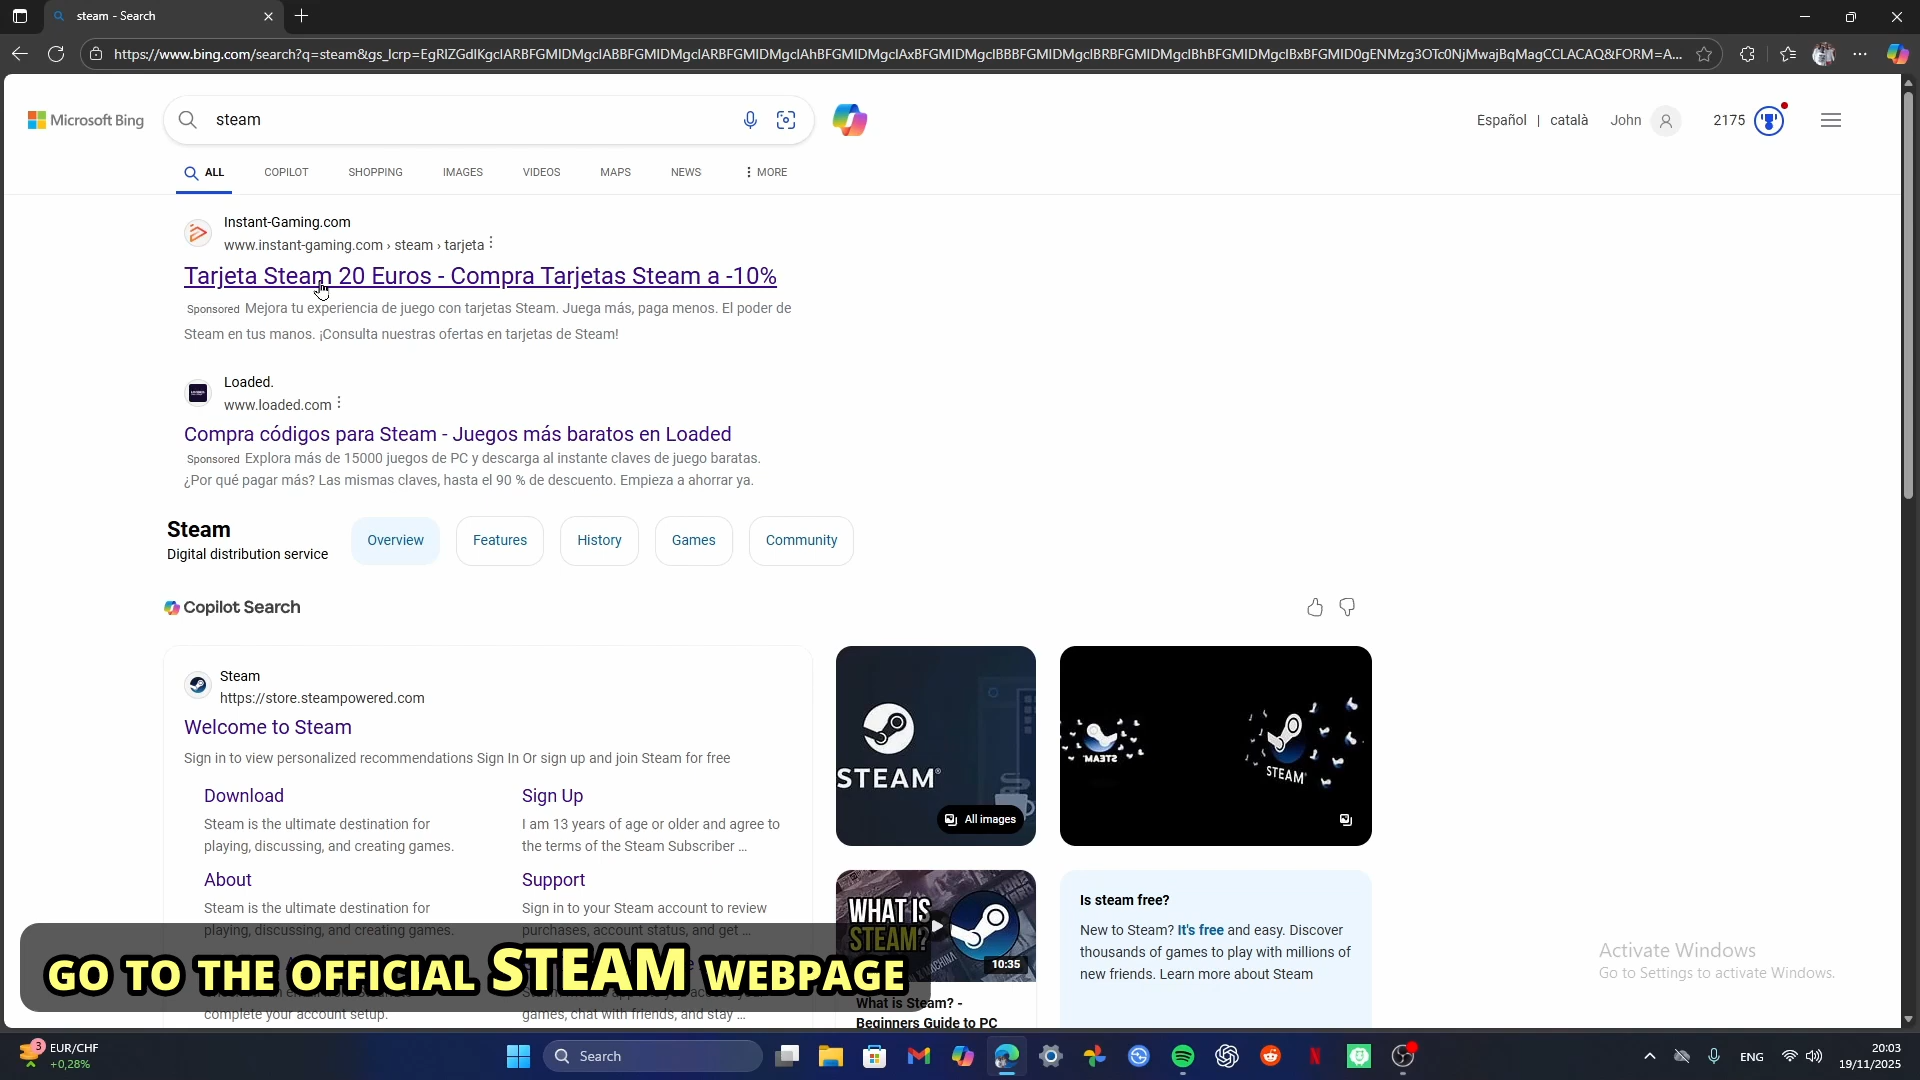 steam - Search
https://www.bing.com/search?q=steam&gs_lcrp=EgRlZGdlKgcIARBFGMIDMgcIABBFGMIDMgcIARBFGMIDMgcIAhBFGMIDMgcIAxBFGMIDMgcIBBBFGMIDMgcIBRBFGMIDMgcIBhBFGMIDMgcIBxBFGMID0gENMzg3OTc0NjMwajBqMagCCLACAQ&FORM=A...
Microsoft Bing
steam
Español | català John 2175
ALL COPILOT SHOPPING IMAGES VIDEOS MAPS NEWS MORE
Instant-Gaming.com
www.instant-gaming.com › steam › tarjeta
Tarjeta Steam 20 Euros - Compra Tarjetas Steam a -10%
Sponsored Mejora tu experiencia de juego con tarjetas Steam. Juega más, paga menos. El poder de
Steam en tus manos. ¡Consulta nuestras ofertas en tarjetas de Steam!
Loaded.
www.loaded.com
Compra códigos para Steam - Juegos más baratos en Loaded
Sponsored Explora más de 15000 juegos de PC y descarga al instante claves de juego baratas.
¿Por qué pagar más? Las mismas claves, hasta el 90 % de descuento. Empieza a ahorrar ya.
Steam
Digital distribution service
Overview Features History Games Community
Copilot Search
Steam
https://store.steampowered.com
Welcome to Steam
Sign in to view personalized recommendations Sign In Or sign up and join Steam for free
Download
Steam is the ultimate destination for
playing, discussing, and creating games.
Sign Up
I am 13 years of age or older and agree to
the terms of the Steam Subscriber ...
About
Steam is the ultimate destination for
playing, discussing, and creating games.
Support
Sign in to your Steam account to review
purchases, account status, and get ...
complete your account setup.
games, chat with friends, and stay ...
STEAM®
All images
STEAM
STEAM
WHAT IS
STEAM?
10:35
What is Steam? -
Beginners Guide to PC
Is steam free?
New to Steam? It's free and easy. Discover
thousands of games to play with millions of
new friends. Learn more about Steam
GO TO THE OFFICIAL STEAM WEBPAGE
Activate Windows
Go to Settings to activate Windows.
3
EUR/CHF
+0,28%
Search
ENG
20:03
19/11/2025